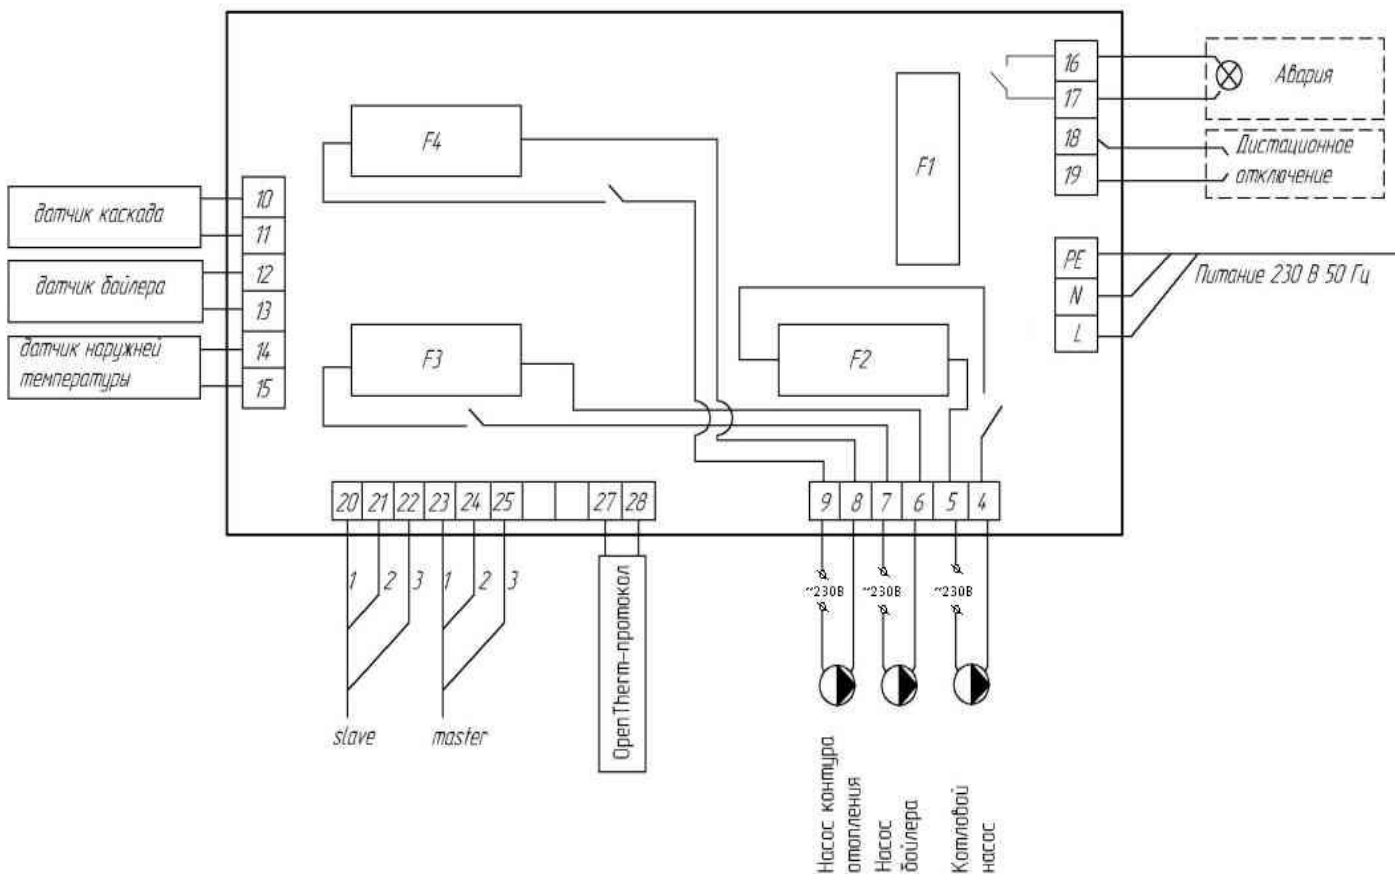 16
Авария
17
F4
F1
18
Дистационное
19
отключение
10
датчик каскада
11
12
датчик бойлера
13
14
датчик наружней
температуры
15
PE
Питание 230 В 50 Гц
N
L
F3
F2
20 21 22 23 24 25 27 28
9 8 7 6 5 4
1 2 3 1 2 3
~230В ~230В ~230В
OpenTherm-протокол
slave
master
Насос контура
отопления
Насос
бойлера
Котловой
насос